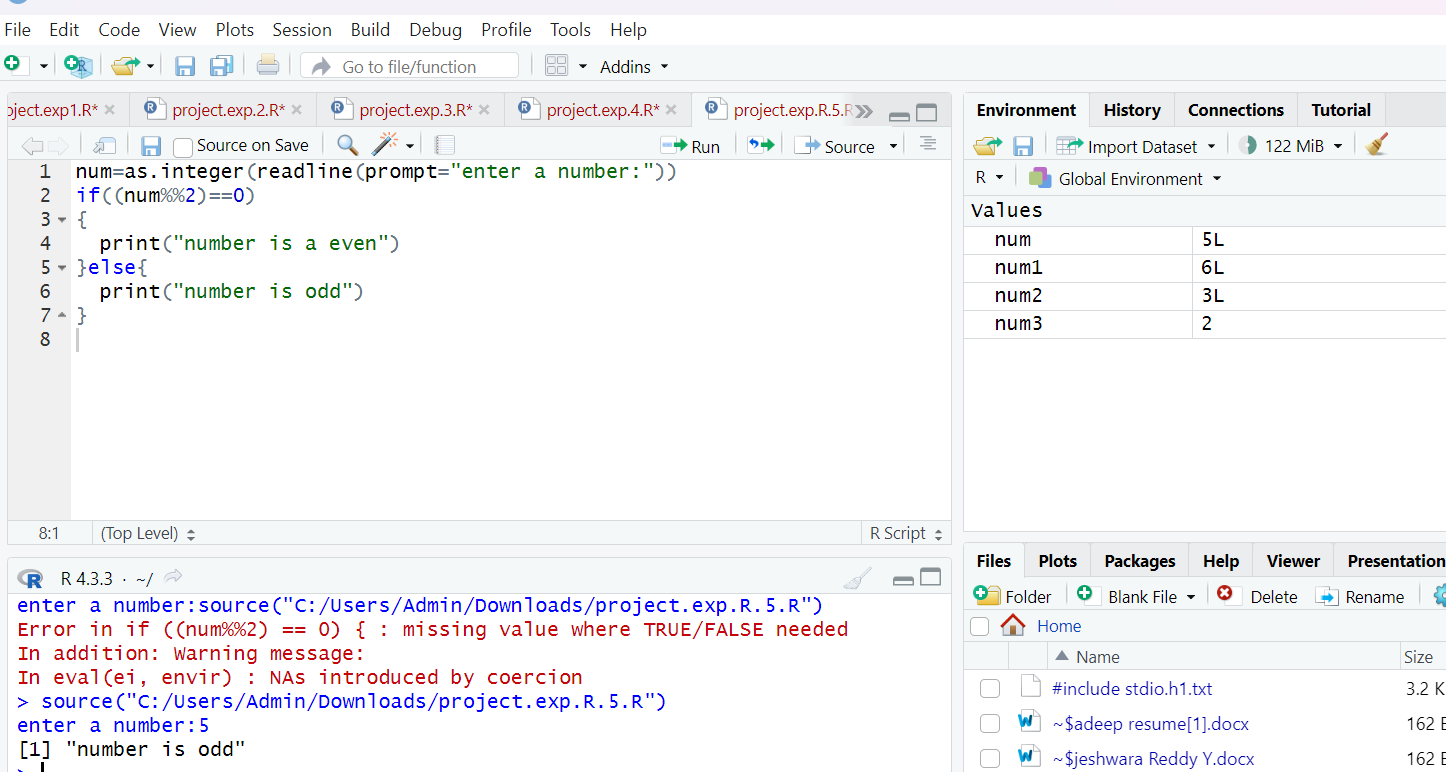 File Edit Code View Plots Session Build Debug Profile Tools Help
Go to file/function Addins
oject.exp1.R* project.exp.2.R* project.exp.3.R* project.exp.4.R* project.exp.R.5.R
Source on Save Run Source
1 num=as.integer(readline(prompt="enter a number:"))
2 if((num%%2)==0)
3 {
4 print("number is a even")
5 }else{
6 print("number is odd")
7 }
8
8:1 (Top Level) R Script
R 4.3.3 · ~/
enter a number:source("C:/Users/Admin/Downloads/project.exp.R.5.R")
Error in if ((num%%2) == 0) { : missing value where TRUE/FALSE needed
In addition: Warning message:
In eval(ei, envir) : NAs introduced by coercion
> source("C:/Users/Admin/Downloads/project.exp.R.5.R")
enter a number:5
[1] "number is odd"
>
Environment History Connections Tutorial
Import Dataset 122 MiB
R Global Environment
Values
num 5L
num1 6L
num2 3L
num3 2
Files Plots Packages Help Viewer Presentation
Folder Blank File Delete Rename
Home
Name Size
#include stdio.h1.txt 3.2 K
~$adeep resume[1].docx 162 B
~$jeshwara Reddy Y.docx 162 B